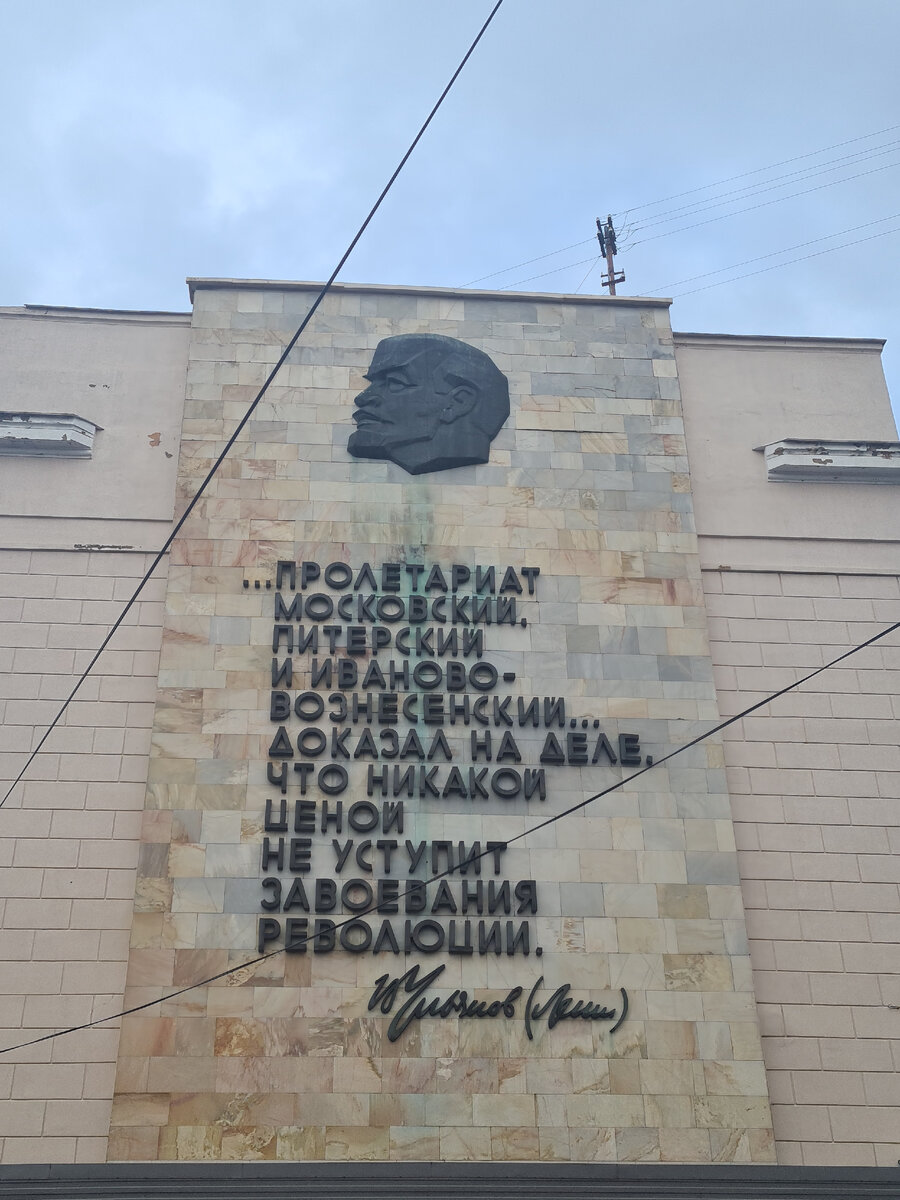 ...ПРОЛЕТАРИАТ
МОСКОВСКИЙ,
ПИТЕРСКИЙ
И ИВАНОВО-
ВОЗНЕСЕНСКИЙ...
ДОКАЗАЛ НА ДЕЛЕ,
ЧТО НИКАКОЙ
ЦЕНОЙ
НЕ УСТУПИТ
ЗАВОЕВАНИЯ
РЕВОЛЮЦИИ.
В Ульянов (Ленин)